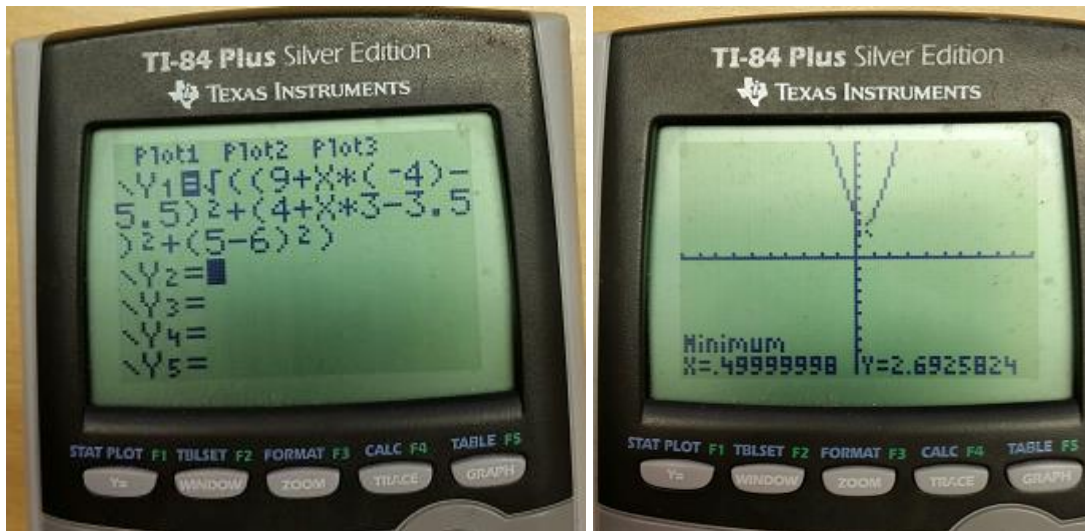 TI-84 Plus Silver Edition
TEXAS INSTRUMENTS
Plot1 Plot2 Plot3
\Y1=√((9+X*(-4)-
5.5)²+(4+X*3-3.5
)²+(5-6)²)
\Y2=
\Y3=
\Y4=
\Y5=
STAT PLOT F1 TBLSET F2 FORMAT F3 CALC F4 TABLE F5
Y= WINDOW ZOOM TRACE GRAPH
TI-84 Plus Silver Edition
TEXAS INSTRUMENTS
Minimum
X=.49999998 Y=2.6925824
STAT PLOT F1 TBLSET F2 FORMAT F3 CALC F4 TABLE F5
Y= WINDOW ZOOM TRACE GRAPH